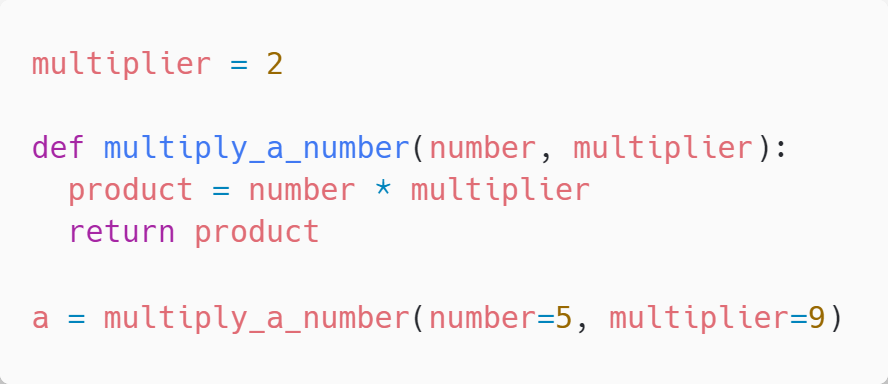 multiplier = 2
def multiply_a_number(number, multiplier):
  product = number * multiplier
  return product
a = multiply_a_number(number=5, multiplier=9)